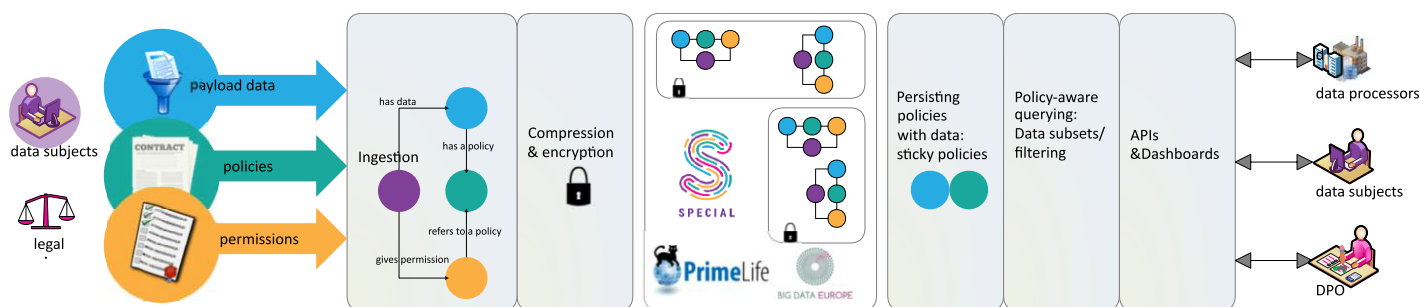 data subjects
legal
.
payload data
CONTRACT
policies
permissions
Ingestion
has data
has a policy
refers to a policy
gives permission
Compression
& encryption
SPECIAL
PrimeLife
BIG DATA EUROPE
Persisting
policies
with data:
sticky policies
Policy-aware
querying:
Data subsets/
filtering
APIs
&Dashboards
data processors
data subjects
DPO